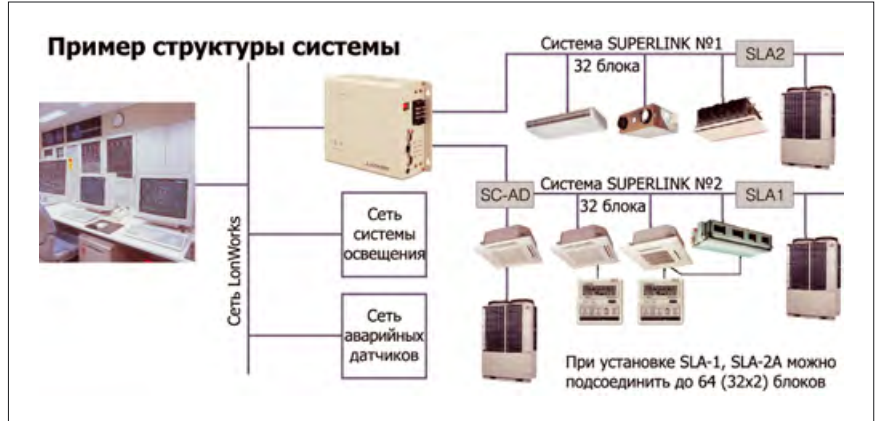 Пример структуры системы
Система SUPERLINK №1
32 блока
SLA2
SC-AD
Система SUPERLINK №2
32 блока
SLA1
Сеть LonWorks
Сеть
системы
освещения
Сеть
аварийных
датчиков
При установке SLA-1, SLA-2A можно
подсоединить до 64 (32x2) блоков